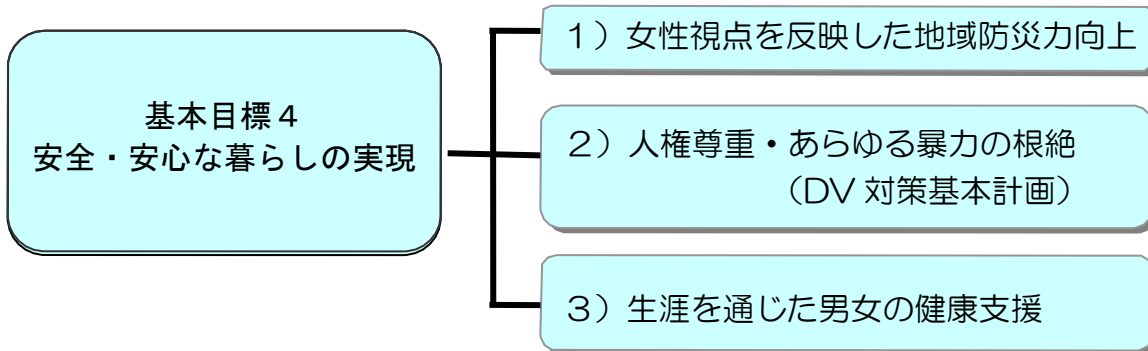 基本目標４
安全・安心な暮らしの実現
１）女性視点を反映した地域防災力向上
２）人権尊重・あらゆる暴力の根絶
（DV 対策基本計画）
３）生涯を通じた男女の健康支援